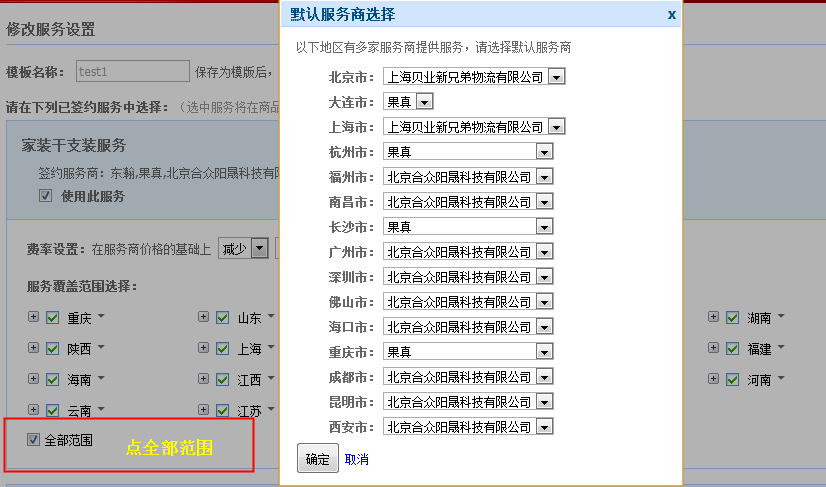 修改服务设置
模板名称： test1 保存为模版后，
请在下列已签约服务中选择：（选中服务将在商品
家装干支装服务
签约服务商：东瀚,果真,北京合众阳晟科技有限
使用此服务
费率设置：在服务商价格的基础上 减少
服务覆盖范围选择：
重庆 山东 湖南
陕西 上海 福建
海南 江西 河南
云南 江苏
全部范围 点全部范围
默认服务商选择 x
以下地区有多家服务商提供服务，请选择默认服务商
北京市： 上海贝业新兄弟物流有限公司
大连市： 果真
上海市： 上海贝业新兄弟物流有限公司
杭州市： 果真
福州市： 北京合众阳晟科技有限公司
南昌市： 北京合众阳晟科技有限公司
长沙市： 果真
广州市： 北京合众阳晟科技有限公司
深圳市： 北京合众阳晟科技有限公司
佛山市： 北京合众阳晟科技有限公司
海口市： 北京合众阳晟科技有限公司
重庆市： 果真
成都市： 北京合众阳晟科技有限公司
昆明市： 北京合众阳晟科技有限公司
西安市： 北京合众阳晟科技有限公司
确定 取消